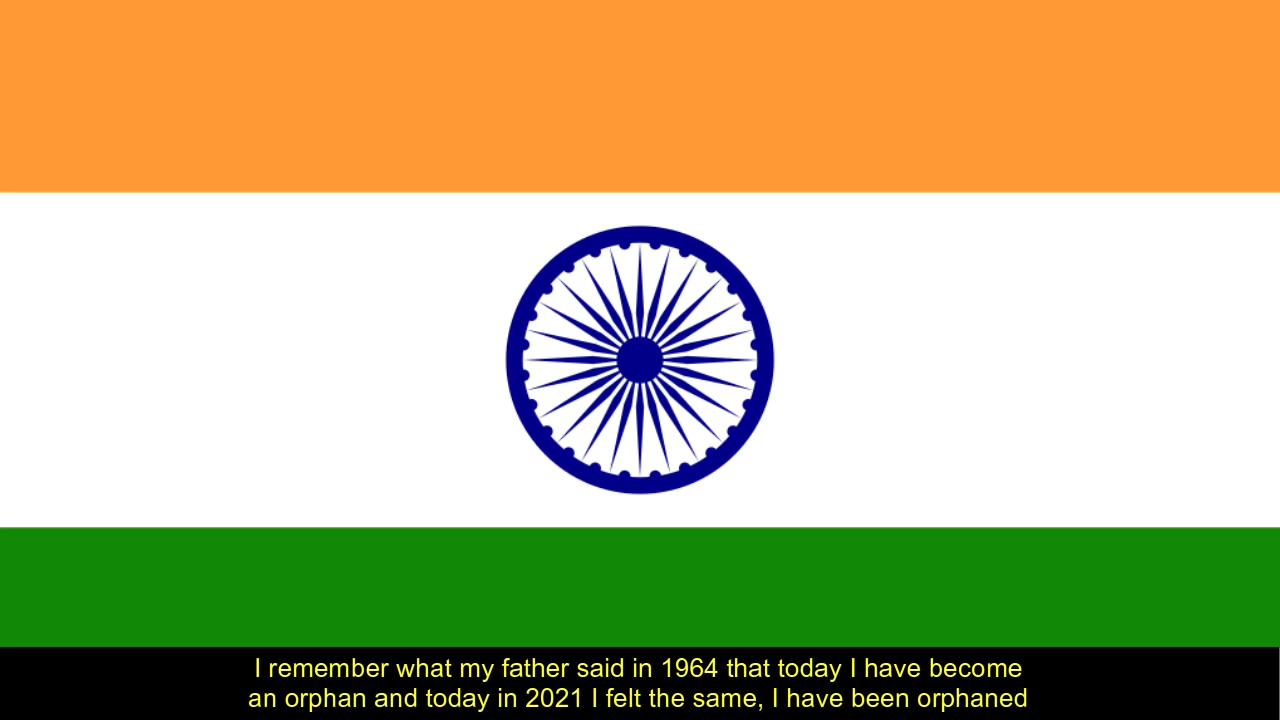 I remember what my father said in 1964 that today I have become
an orphan and today in 2021 I felt the same, I have been orphaned